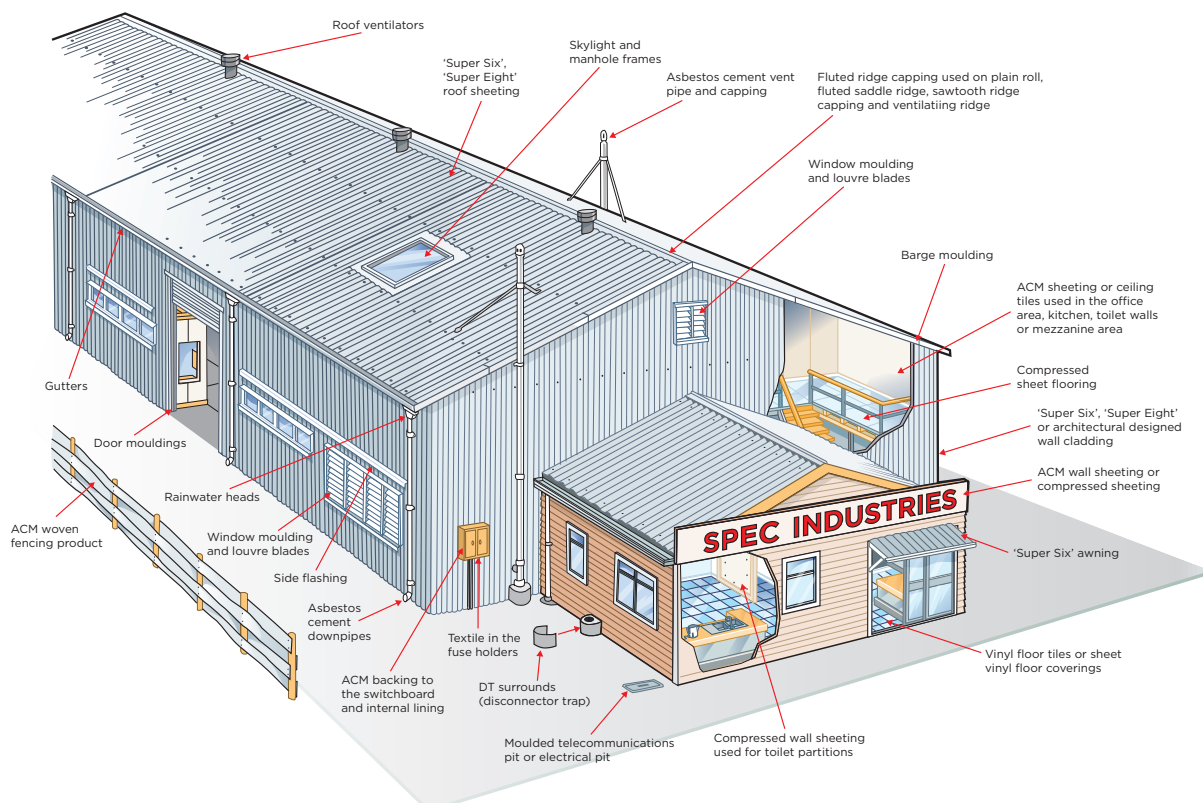 Roof ventilators
'Super Six',
'Super Eight'
roof sheeting
Skylight and
manhole frames
Asbestos cement vent
pipe and capping
Fluted ridge capping used on plain roll,
fluted saddle ridge, sawtooth ridge
capping and ventilatiing ridge
Window moulding
and louvre blades
Barge moulding
ACM sheeting or ceiling
tiles used in the office
area, kitchen, toilet walls
or mezzanine area
Compressed
sheet flooring
'Super Six', 'Super Eight'
or architectural designed
wall cladding
ACM wall sheeting or
compressed sheeting
SPEC INDUSTRIES
'Super Six' awning
Vinyl floor tiles or sheet
vinyl floor coverings
Compressed wall sheeting
used for toilet partitions
Moulded telecommunications
pit or electrical pit
DT surrounds
(disconnector trap)
Textile in the
fuse holders
ACM backing to
the switchboard
and internal lining
Asbestos
cement
downpipes
Side flashing
Window moulding
and louvre blades
Rainwater heads
Door mouldings
Gutters
ACM woven
fencing product